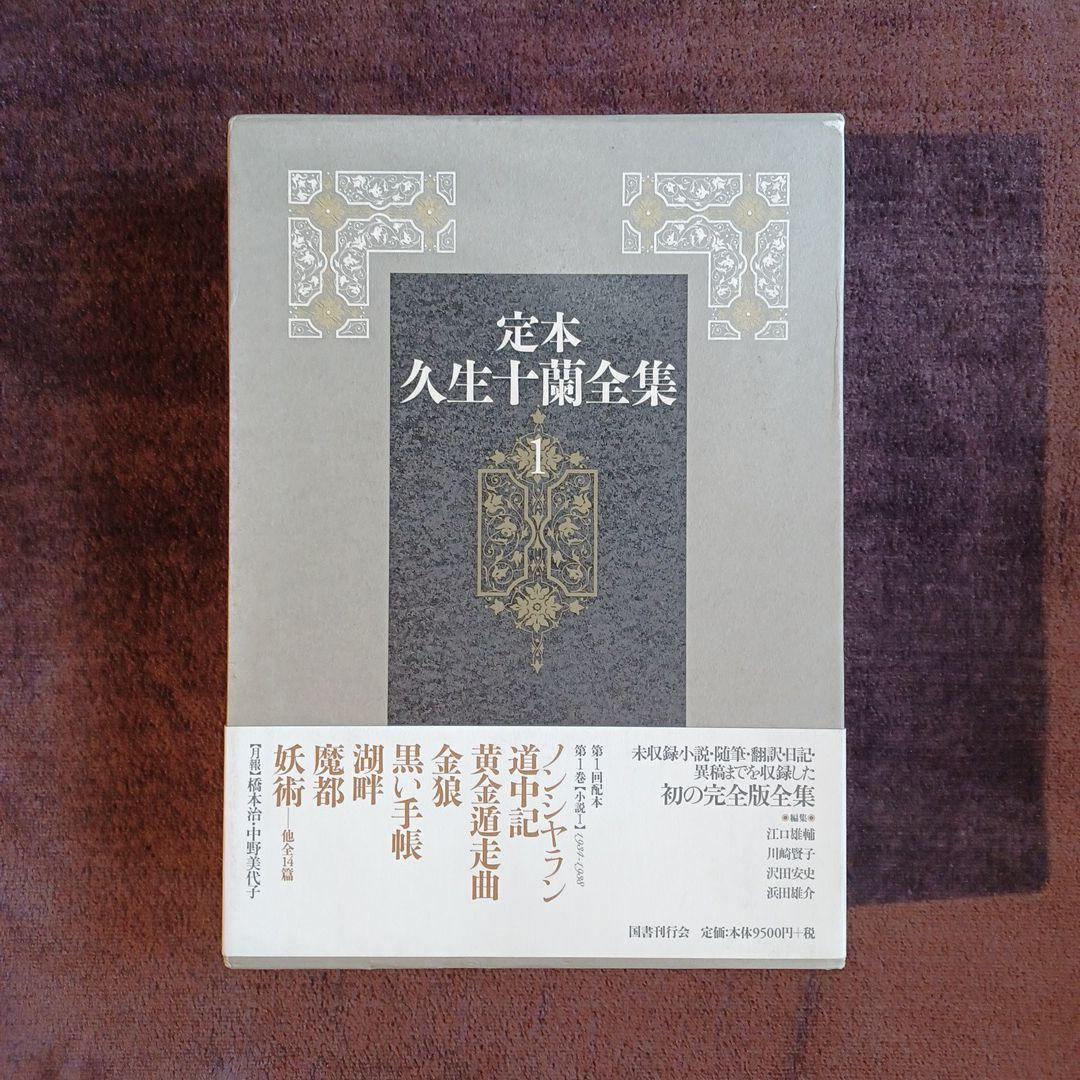 定本
久生十蘭全集
1
未収録小説・随筆・翻訳・日記・
異稿までを収録した
初の完全版全集
◉編集◉
江口雄輔
川崎賢子
沢田安史
浜田雄介
国書刊行会 定価:本体9500円+税
第1回配本
第1巻【小説1】1934-1938
ノンシャラン
道中記
黄金遁走曲
金狼
黒い手帳
湖畔
魔都
妖術──他全14篇
【月報】橋本治・中野美代子